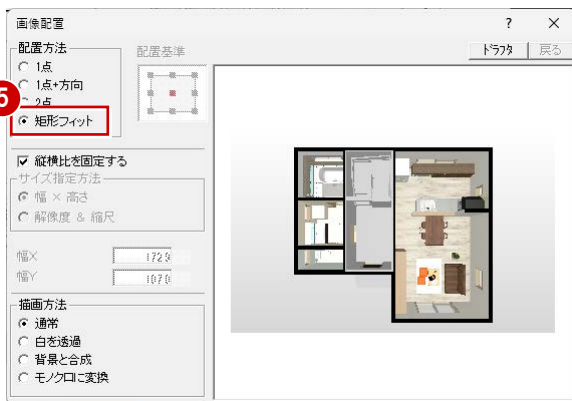 画像配置
? ×
配置方法
配置基準
ドラフタ 戻る
1点
1点+方向
2点
5
矩形フィット
縦横比を固定する
サイズ指定方法
幅 × 高さ
解像度 & 縮尺
幅X 1729
幅Y 1070
描画方法
通常
白を透過
背景と合成
モノクロに変換